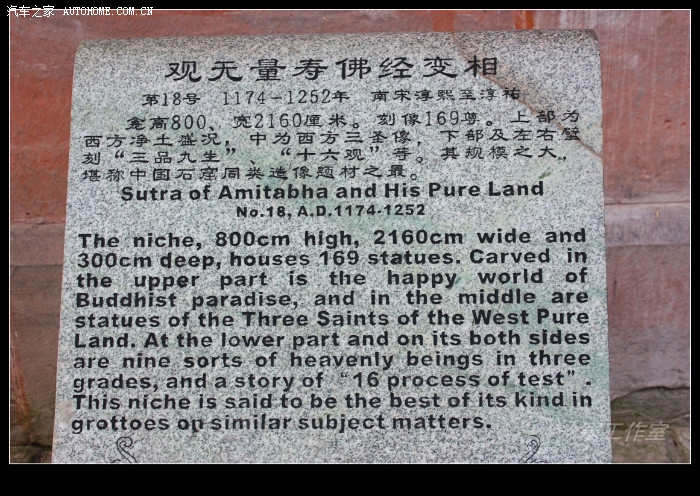 汽车之家 AUTOHOME.COM.CN
观无量寿佛经变相
第18号 1174-1252年 南宋淳熙至淳祐
龛高800、宽2160厘米。刻像169尊。上部为
西方净土盛况，中为西方三圣像，下部及左右壁
刻“三品九生”、“十六观”等。其规模之大，
堪称中国石窟同类造像题材之最。
Sutra of Amitabha and His Pure Land
No.18, A.D.1174-1252
The niche, 800cm high, 2160cm wide and
300cm deep, houses 169 statues. Carved in
the upper part is the happy world of
Buddhist paradise, and in the middle are
statues of the Three Saints of the West Pure
Land. At the lower part and on its both sides
are nine sorts of heavenly beings in three
grades, and a story of “16 process of test”.
This niche is said to be the best of its kind in
grottoes on similar subject matters.
工作室